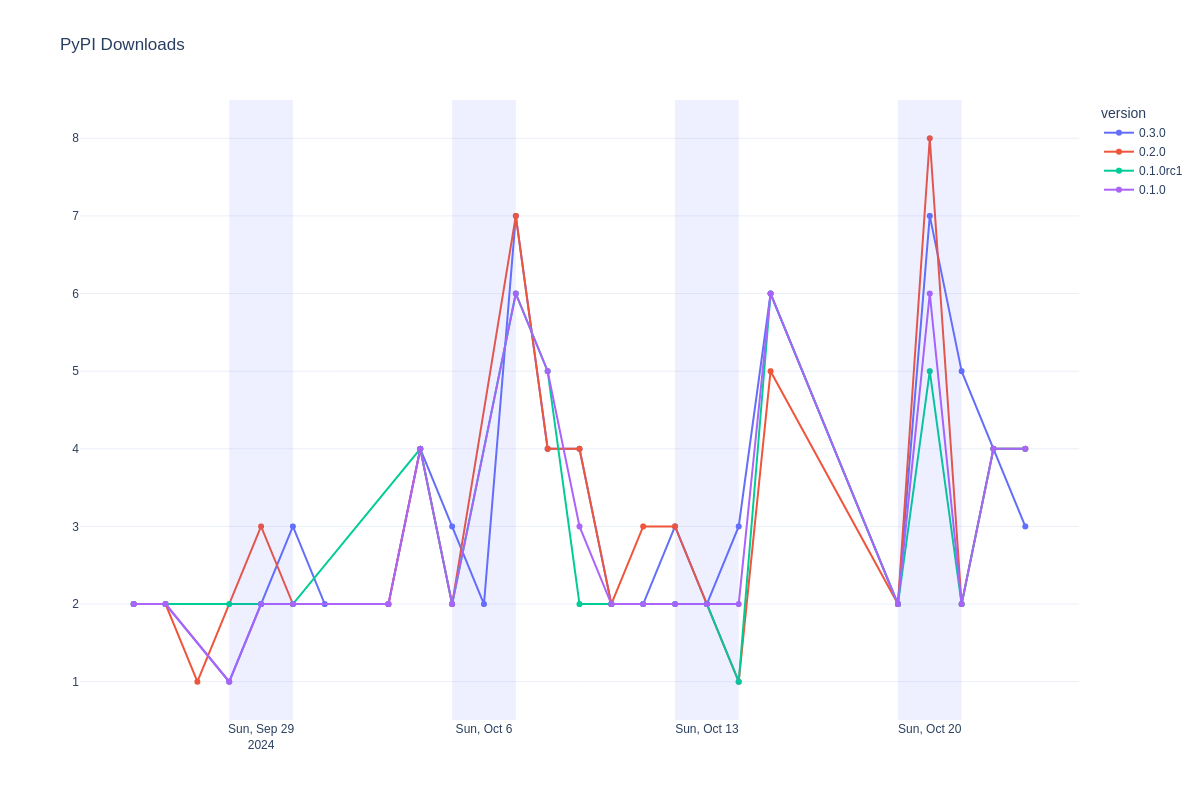 PyPI Downloads
version
0.3.0
0.2.0
0.1.0rc1
0.1.0
8
7
6
5
4
3
2
1
Sun, Sep 29
2024
Sun, Oct 6
Sun, Oct 13
Sun, Oct 20